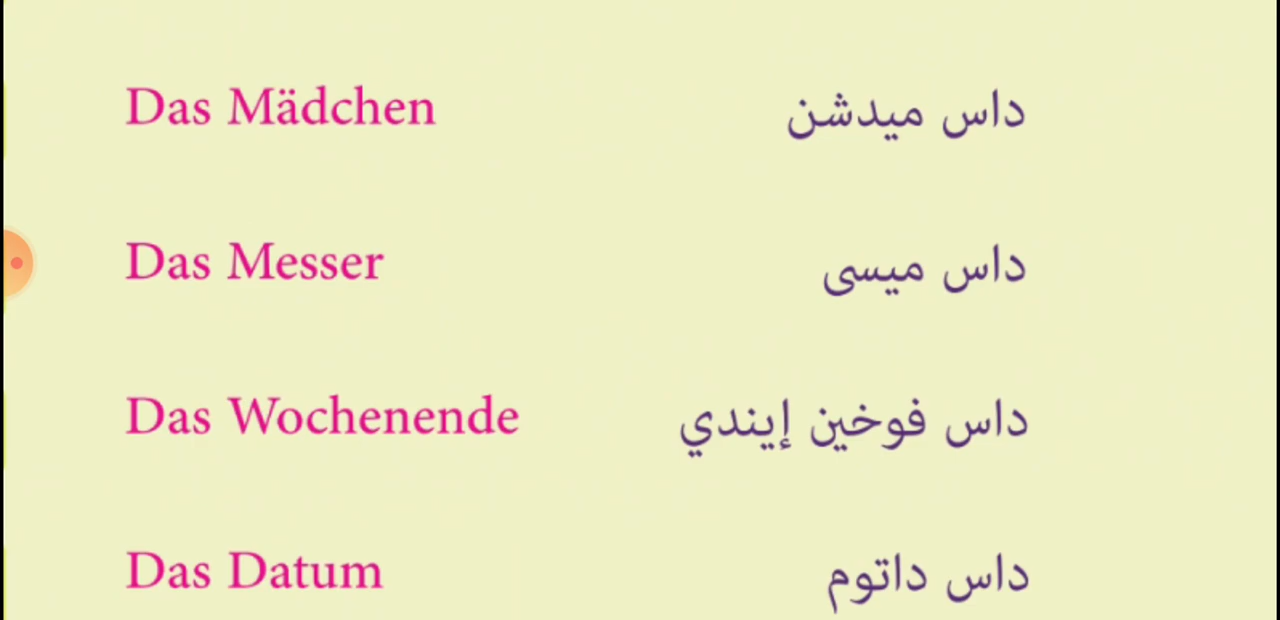 Das Mädchen داس ميدشن
Das Messer داس ميسى
Das Wochenende داس فوخين إيندي
Das Datum داس داتوم